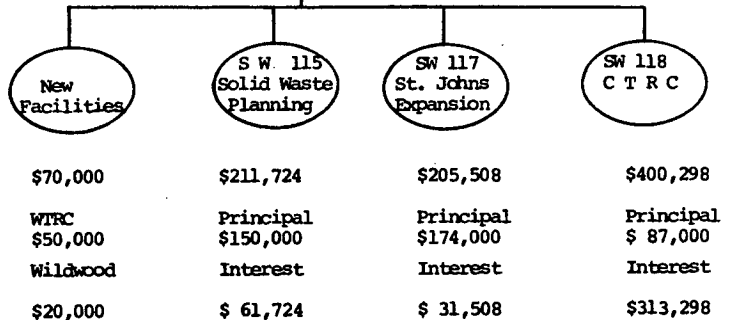 New
Facilities
S W. 115
Solid Waste
Planning
SW 117
St. Johns
Expansion
SW 118
C T R C
$70,000 $211,724 $205,508 $400,298
WTRC Principal Principal Principal
$50,000 $150,000 $174,000 $ 87,000
Wildwood Interest Interest Interest
$20,000 $ 61,724 $ 31,508 $313,298